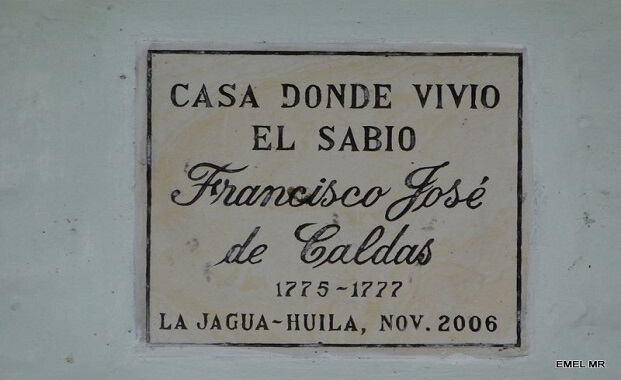 CASA DONDE VIVIO
EL SABIO
Francisco José
de Caldas
1775-1777
LA JAGUA-HUILA, NOV. 2006
EMEL MR